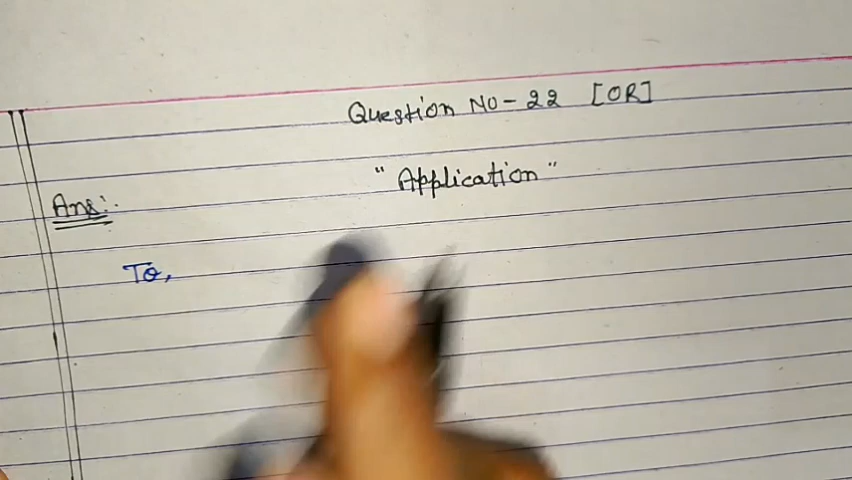 Question No - 22 [OR]
" Application "
Ans:-
To,